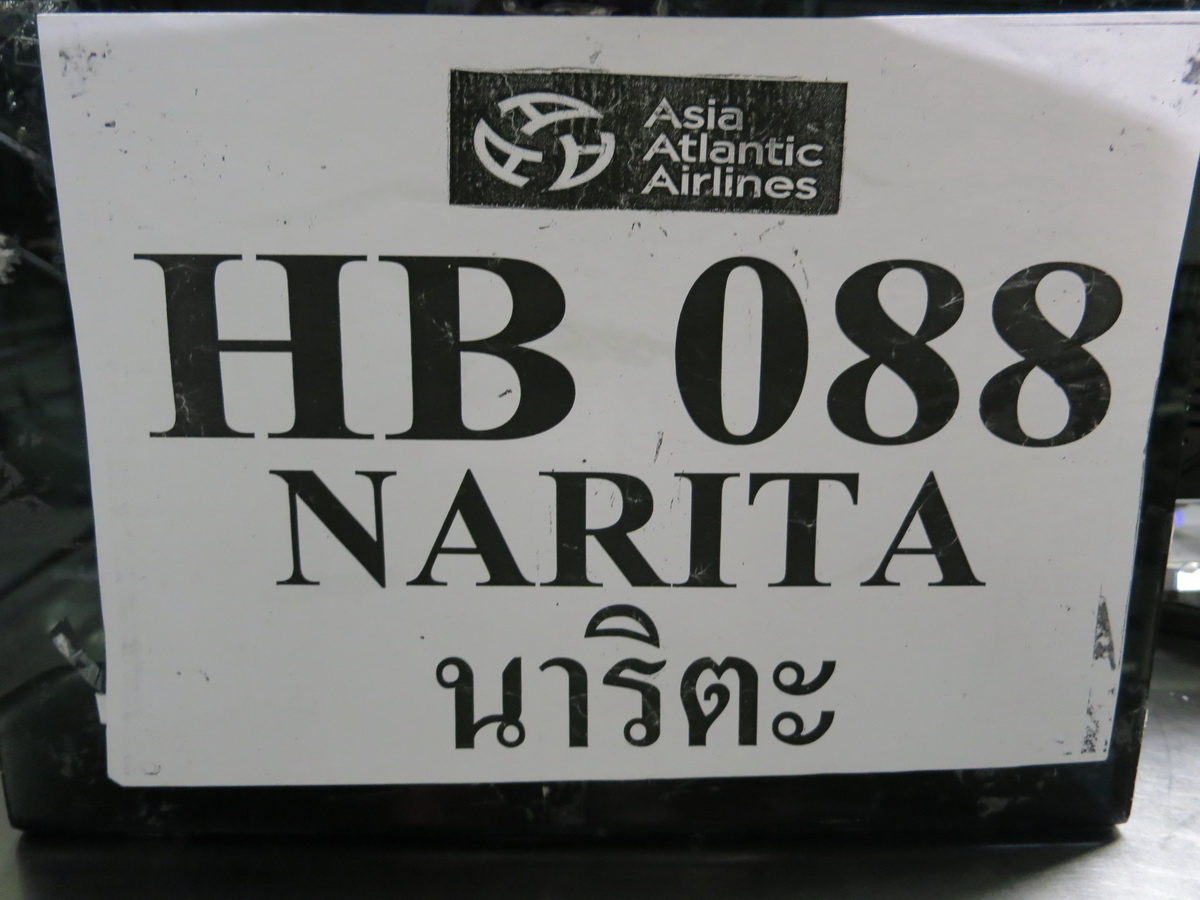 Asia
Atlantic
Airlines
HB 088
NARITA
นาริตะ